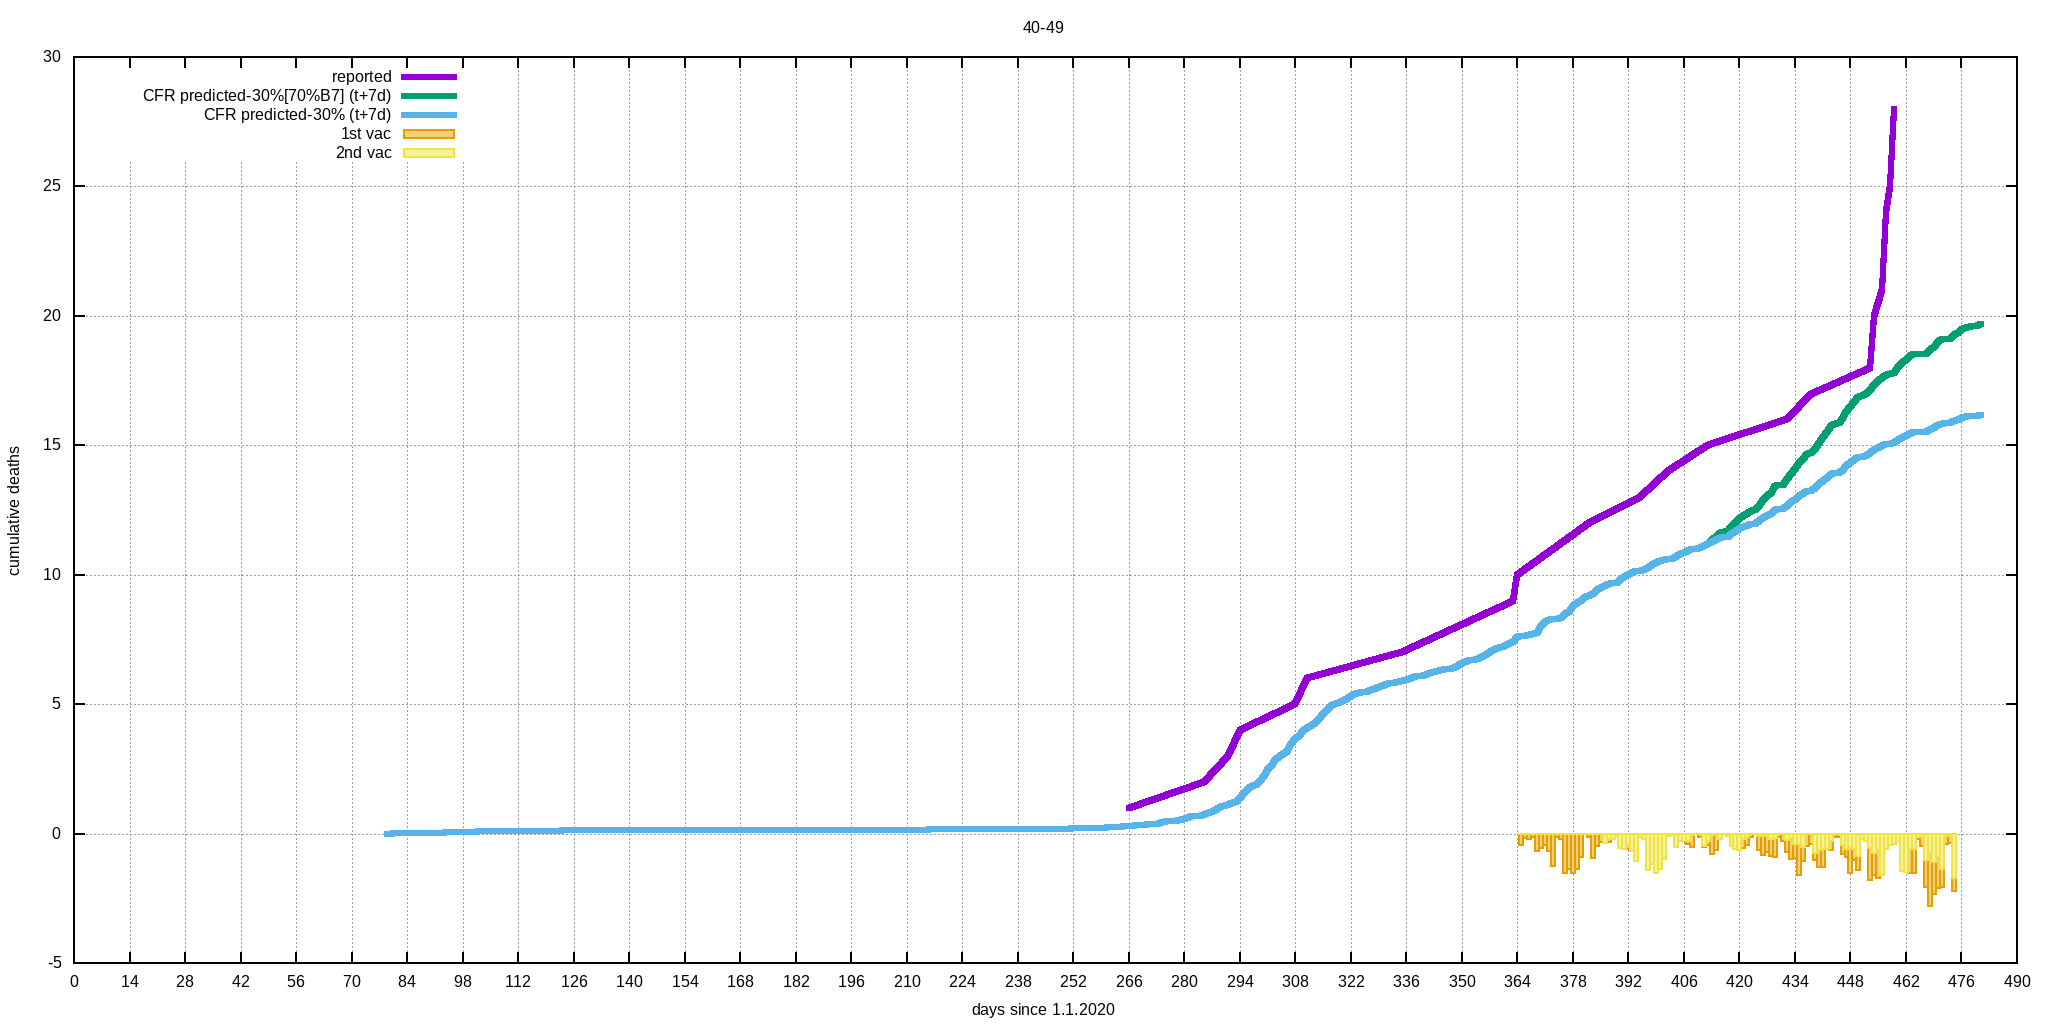 40-49
reported
CFR predicted-30%[70%B7] (t+7d)
CFR predicted-30% (t+7d)
1st vac
2nd vac
30
25
20
15
10
5
0
-5
cumulative deaths
0 14 28 42 56 70 84 98 112 126 140 154 168 182 196 210 224 238 252 266 280 294 308 322 336 350 364 378 392 406 420 434 448 462 476 490
days since 1.1.2020